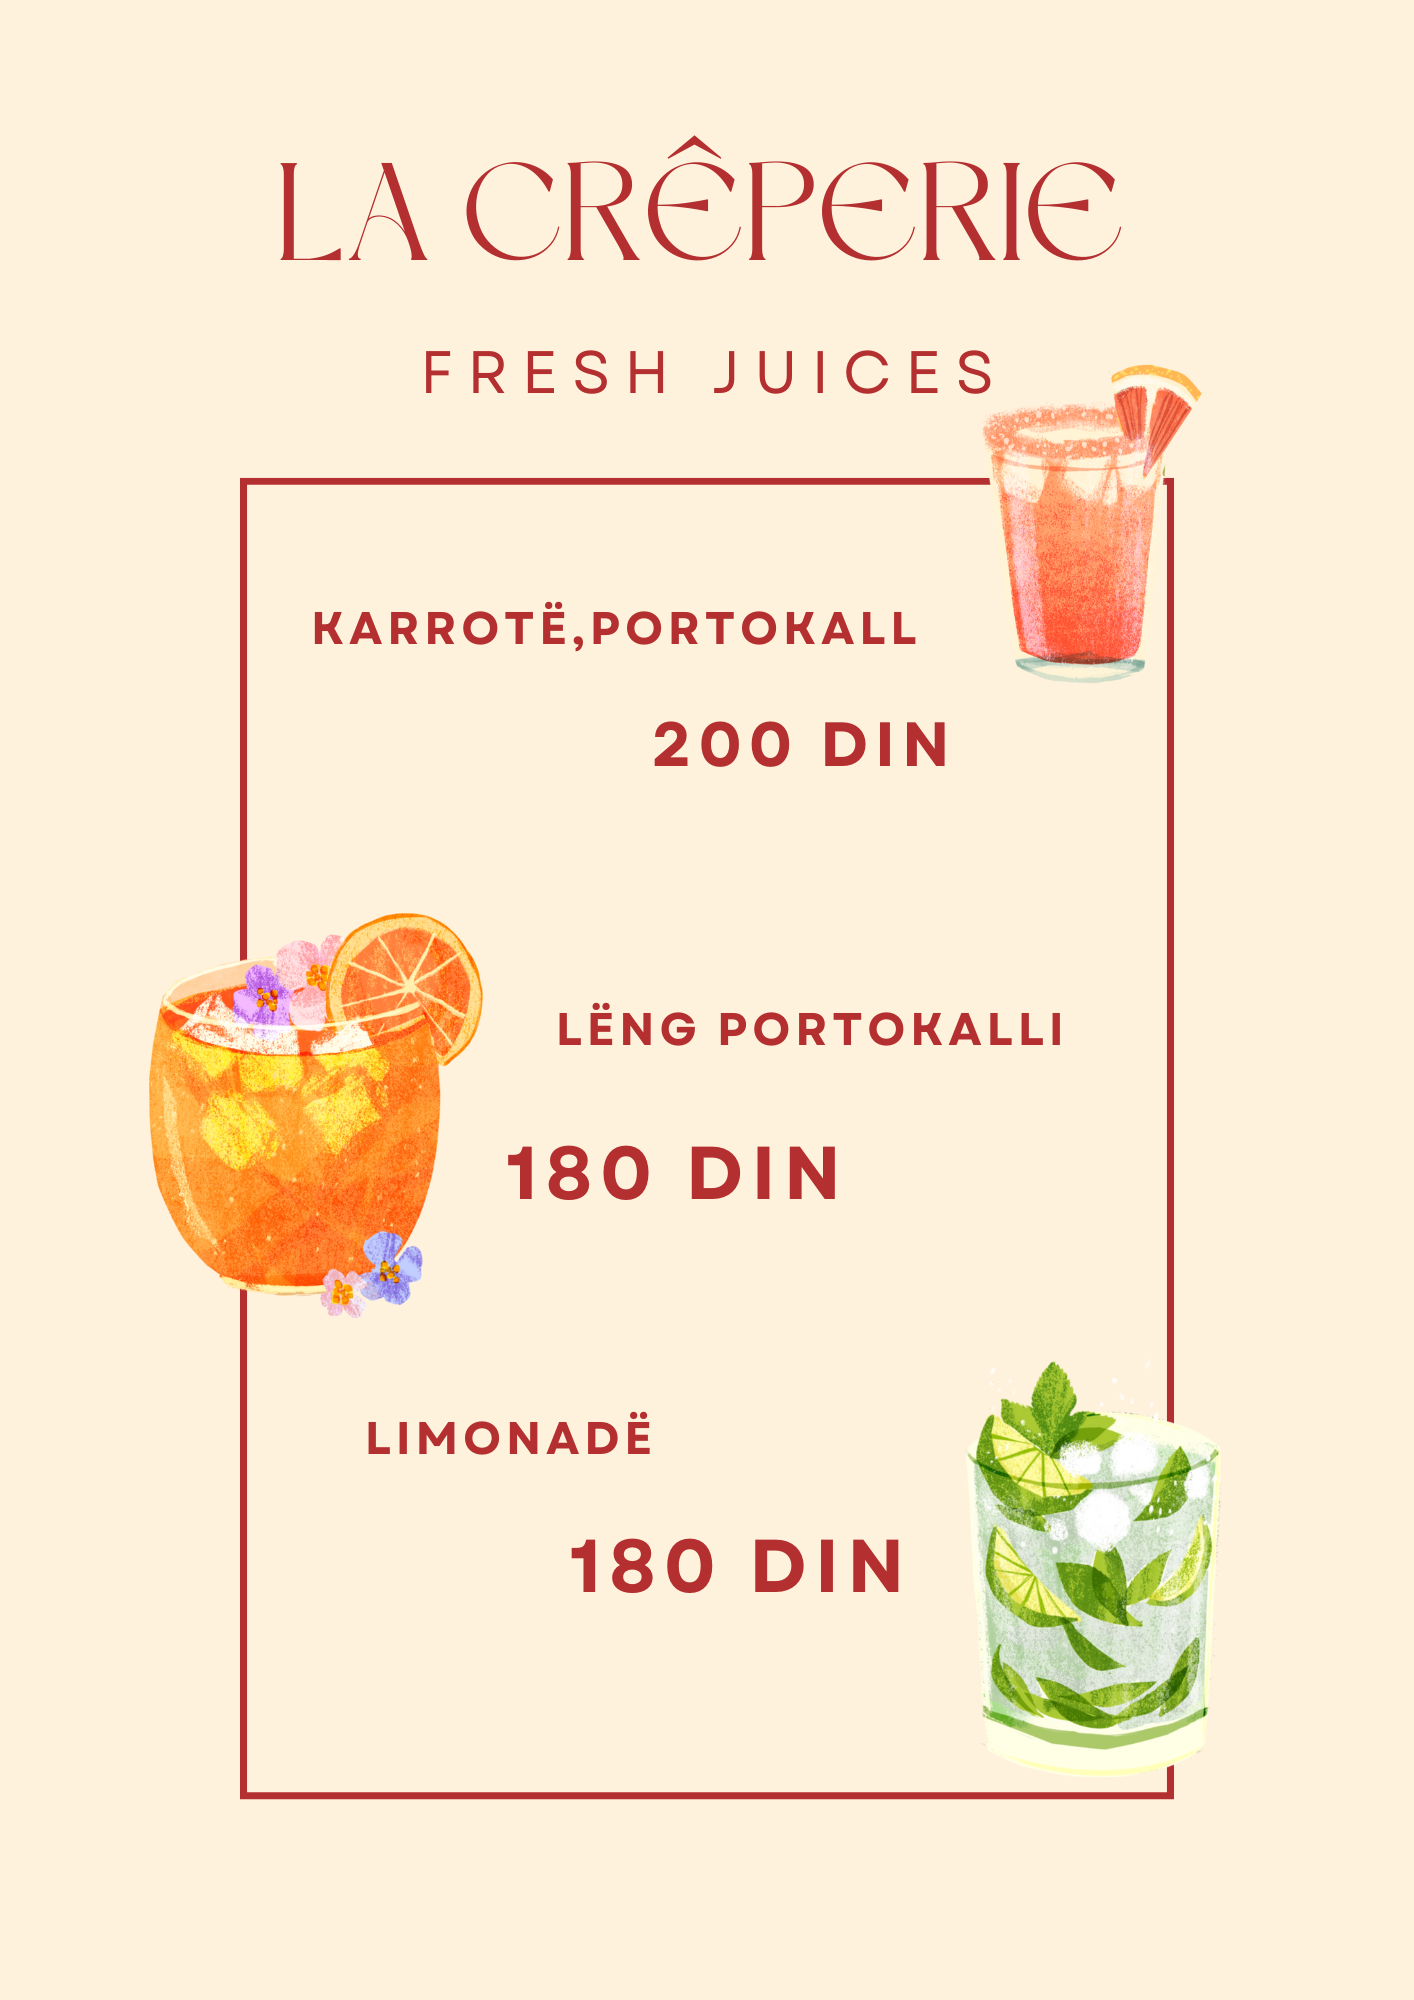 LA CRÊPERIE
FRESH JUICES
KARROTË,PORTOKALL
200 DIN
LËNG PORTOKALLI
180 DIN
LIMONADË
180 DIN